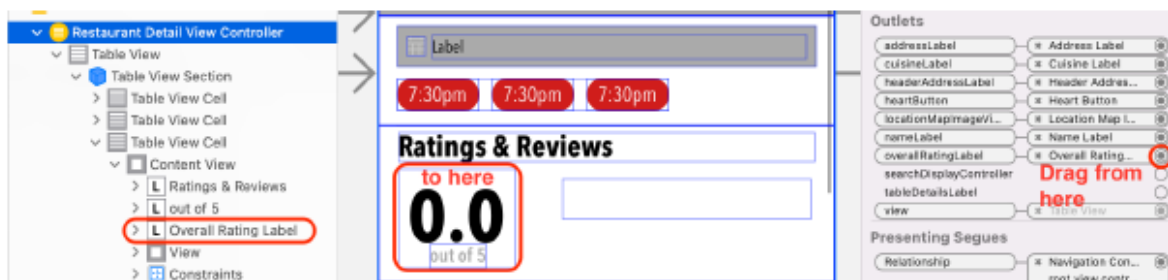 Restaurant Detail View Controller
Table View
Table View Section
Table View Cell
Table View Cell
Table View Cell
Content View
L Ratings & Reviews
L out of 5
L Overall Rating Label
View
Constraints
Label
7:30pm 7:30pm 7:30pm
Ratings & Reviews
to here
0.0
out of 5
Outlets
addressLabel Address Label
cuisineLabel Cuisine Label
headerAddressLabel Header Addres...
heartButton Heart Button
locationMapImageVi... Location Map I...
nameLabel Name Label
overallRatingLabel Overall Rating...
searchDisplayController
Drag from
tableDetailsLabel
here
view Table View
Presenting Segues
Relationship Navigation Con...
root view contr...